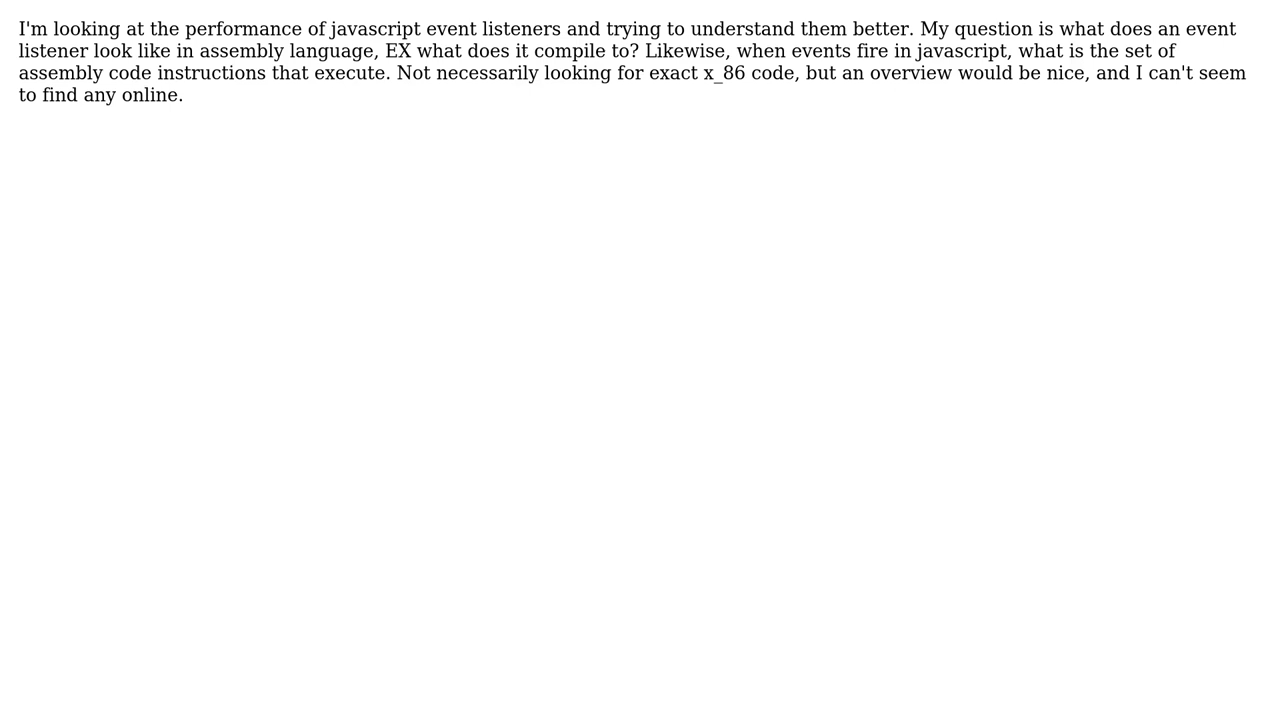 I'm looking at the performance of javascript event listeners and trying to understand them better. My question is what does an event
listener look like in assembly language, EX what does it compile to? Likewise, when events fire in javascript, what is the set of
assembly code instructions that execute. Not necessarily looking for exact x_86 code, but an overview would be nice, and I can't seem
to find any online.